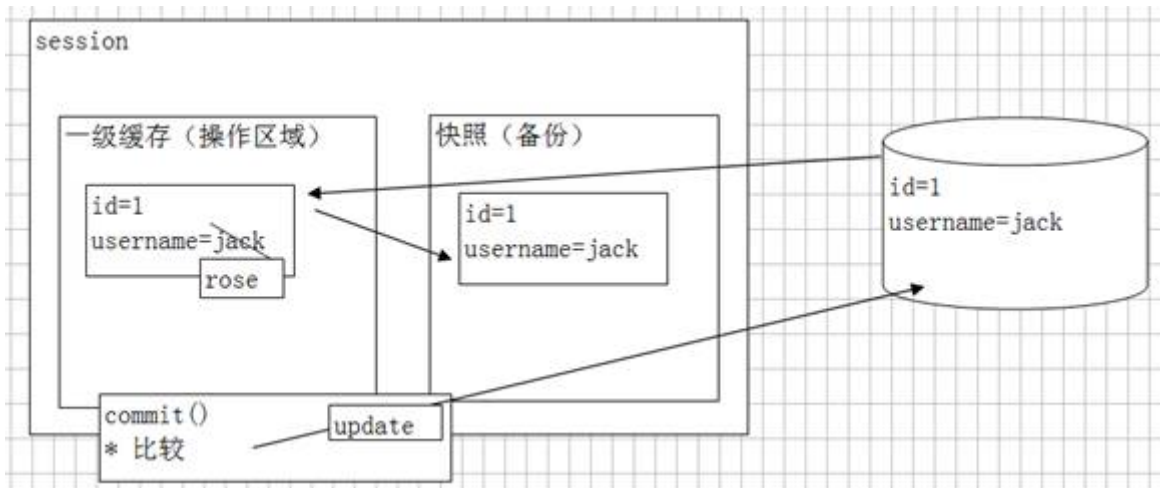 session
一级缓存（操作区域）
id=1
username=jack
rose
快照（备份）
id=1
username=jack
id=1
username=jack
commit()
* 比较
update